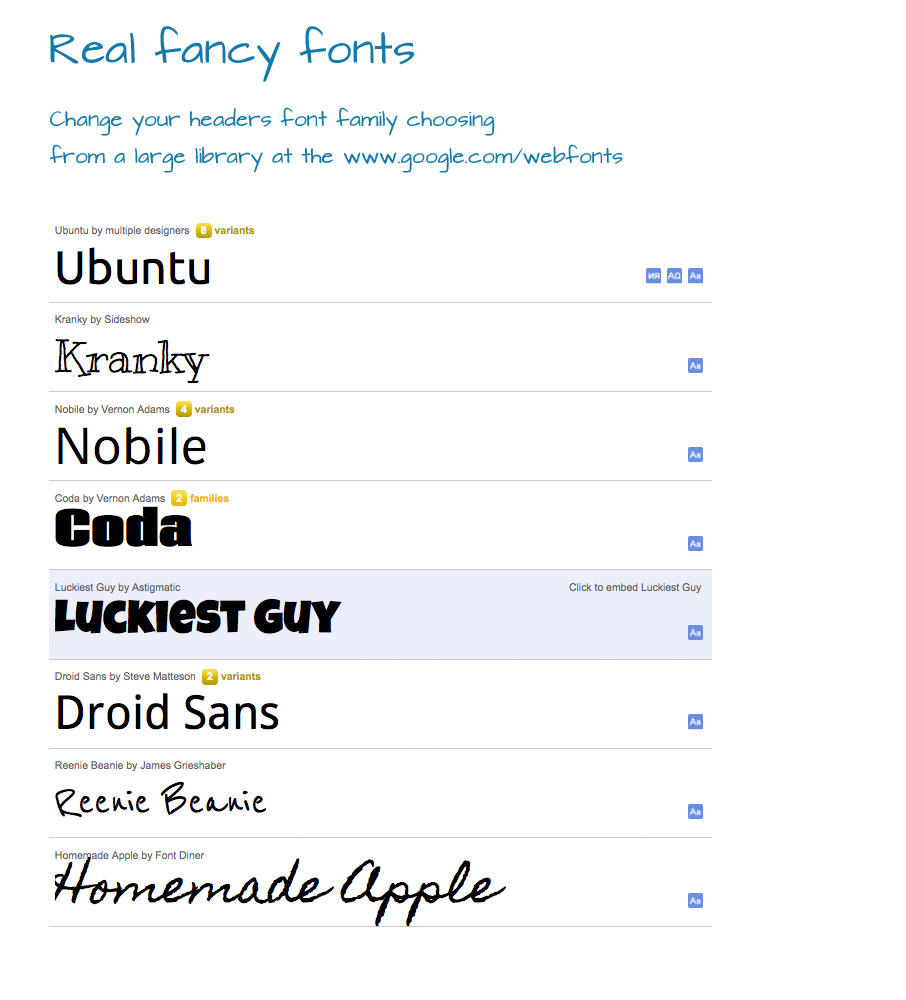 Real fancy fonts
Change your headers font family choosing
from a large library at the www.google.com/webfonts
Ubuntu by multiple designers 8 variants
Ubuntu
ИЯ ΑΩ Aa
Kranky by Sideshow
Kranky
Aa
Nobile by Vernon Adams 4 variants
Nobile
Aa
Coda by Vernon Adams 2 families
Coda
Aa
Luckiest Guy by Astigmatic Click to embed Luckiest Guy
Luckiest Guy
Aa
Droid Sans by Steve Matteson 2 variants
Droid Sans
Aa
Reenie Beanie by James Grieshaber
Reenie Beanie
Aa
Homemade Apple by Font Diner
Homemade Apple
Aa